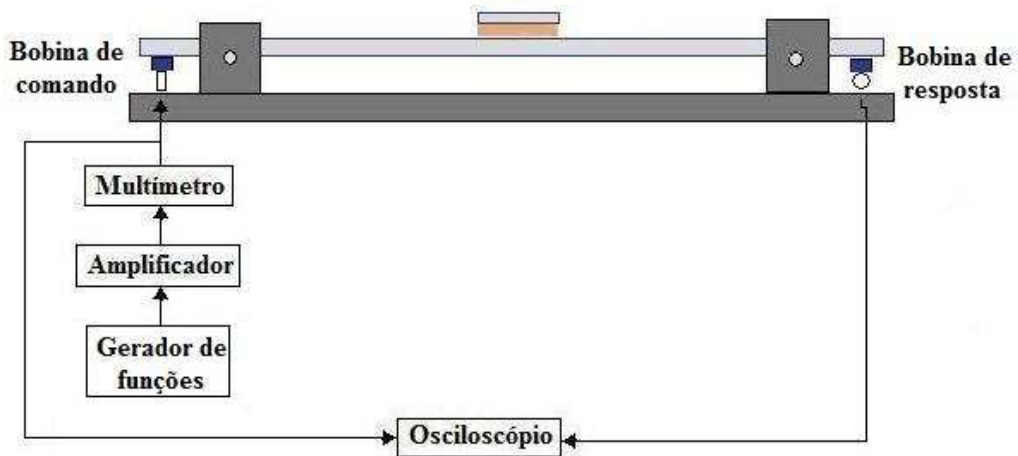 Bobina de
comando
Bobina de
resposta
Multímetro
Amplificador
Gerador de
funções
Osciloscópio